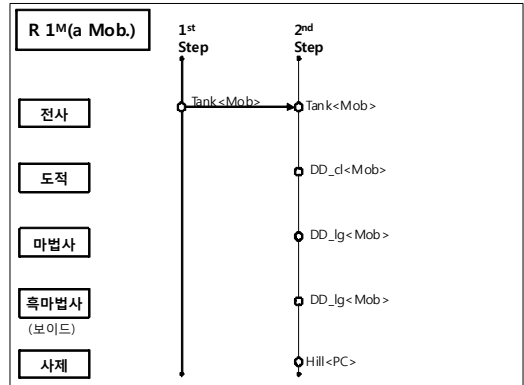 R 1ᴹ(a Mob.)
1st
Step
2nd
Step
전사
Tank<Mob>
Tank<Mob>
도적
DD_cl<Mob>
마법사
DD_lg<Mob>
흑마법사
(보이드)
DD_lg<Mob>
사제
Hill<PC>